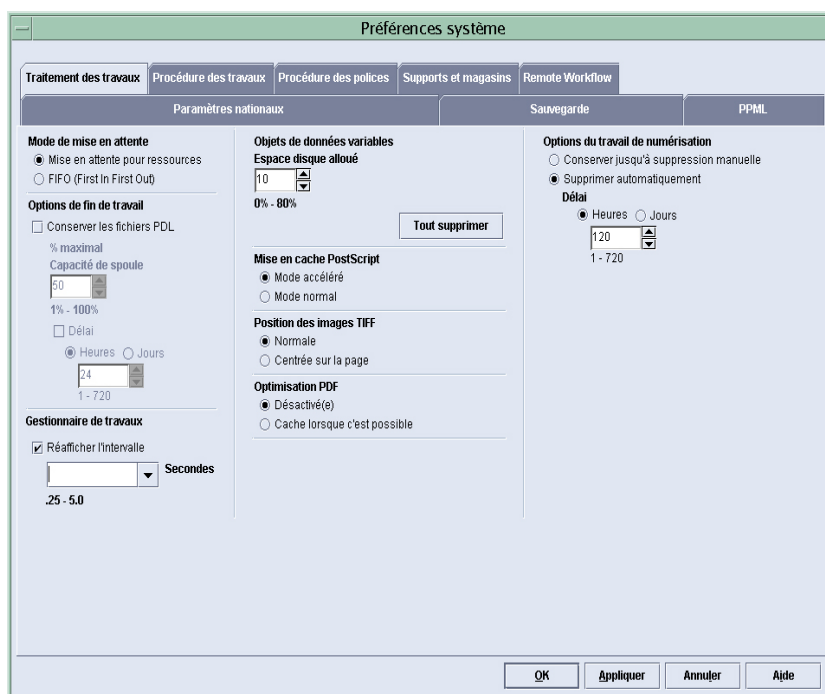 Préférences système
Traitement des travaux
Procédure des travaux
Procédure des polices
Supports et magasins
Remote Workflow
Paramètres nationaux
Sauvegarde
PPML
Mode de mise en attente
Mise en attente pour ressources
FIFO (First In First Out)
Options de fin de travail
Conserver les fichiers PDL
% maximal
Capacité de spoule
50
1% - 100%
Délai
Heures
Jours
24
1 - 720
Gestionnaire de travaux
Réafficher l'intervalle
Secondes
.25 - 5.0
Objets de données variables
Espace disque alloué
10
0% - 80%
Tout supprimer
Mise en cache PostScript
Mode accéléré
Mode normal
Position des images TIFF
Normale
Centrée sur la page
Optimisation PDF
Désactivé(e)
Cache lorsque c'est possible
Options du travail de numérisation
Conserver jusqu'à suppression manuelle
Supprimer automatiquement
Délai
Heures
Jours
120
1 - 720
OK
Appliquer
Annuler
Aide